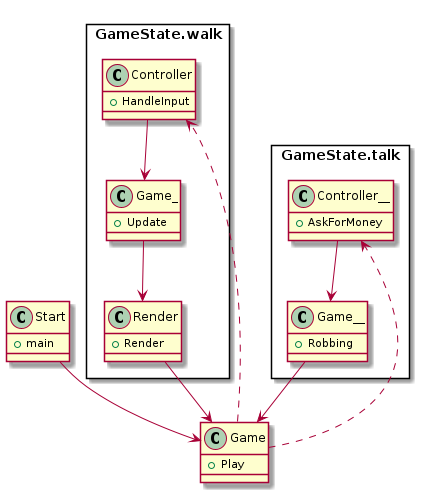 GameState.walk
C Controller
HandleInput
C Game_
Update
C Render
Render
GameState.talk
C Controller__
AskForMoney
C Game__
Robbing
C Start
main
C Game
Play